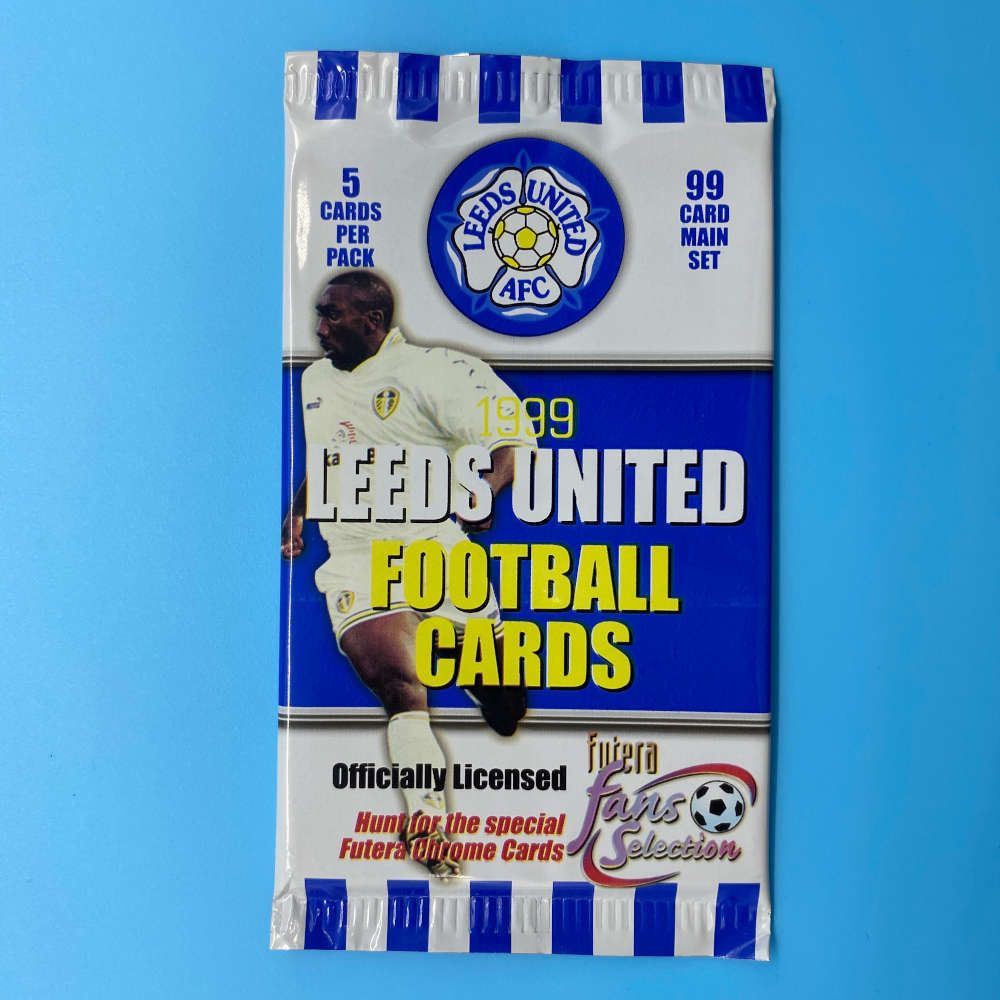 5
CARDS
PER
PACK
LEEDS UNITED
AFC
99
CARD
MAIN
SET
1999
LEEDS UNITED
FOOTBALL
CARDS
Officially Licensed
Hunt for the special
Futera Chrome Cards
futera
Fans
Selection